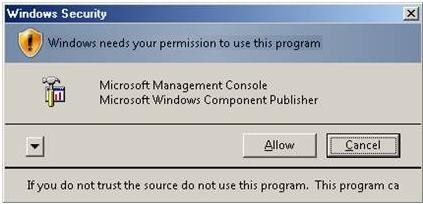 Windows Security
Windows needs your permission to use this program
Microsoft Management Console
Microsoft Windows Component Publisher
Allow
Cancel
If you do not trust the source do not use this program. This program ca